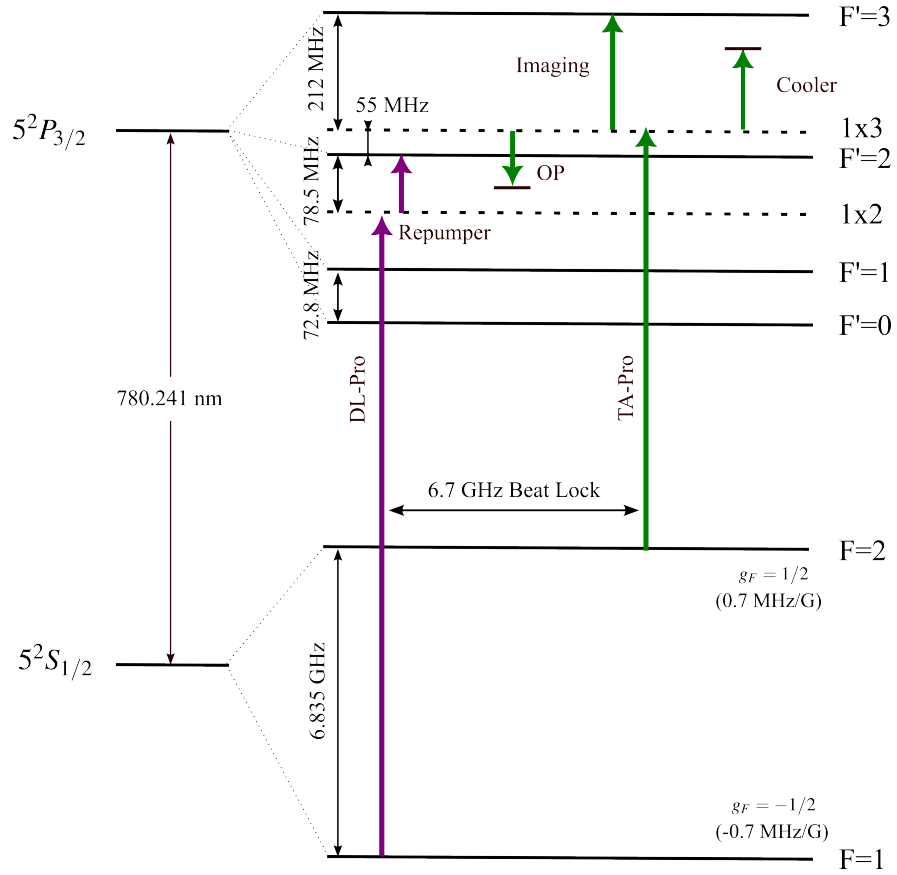 F'=3
212 MHz
Imaging
Cooler
55 MHz
5²P₃/₂
1x3
F'=2
OP
78.5 MHz
1x2
Repumper
F'=1
72.8 MHz
F'=0
DL-Pro
TA-Pro
780.241 nm
6.7 GHz Beat Lock
F=2
g_F = 1/2
(0.7 MHz/G)
5²S₁/₂
6.835 GHz
g_F = −1/2
(-0.7 MHz/G)
F=1